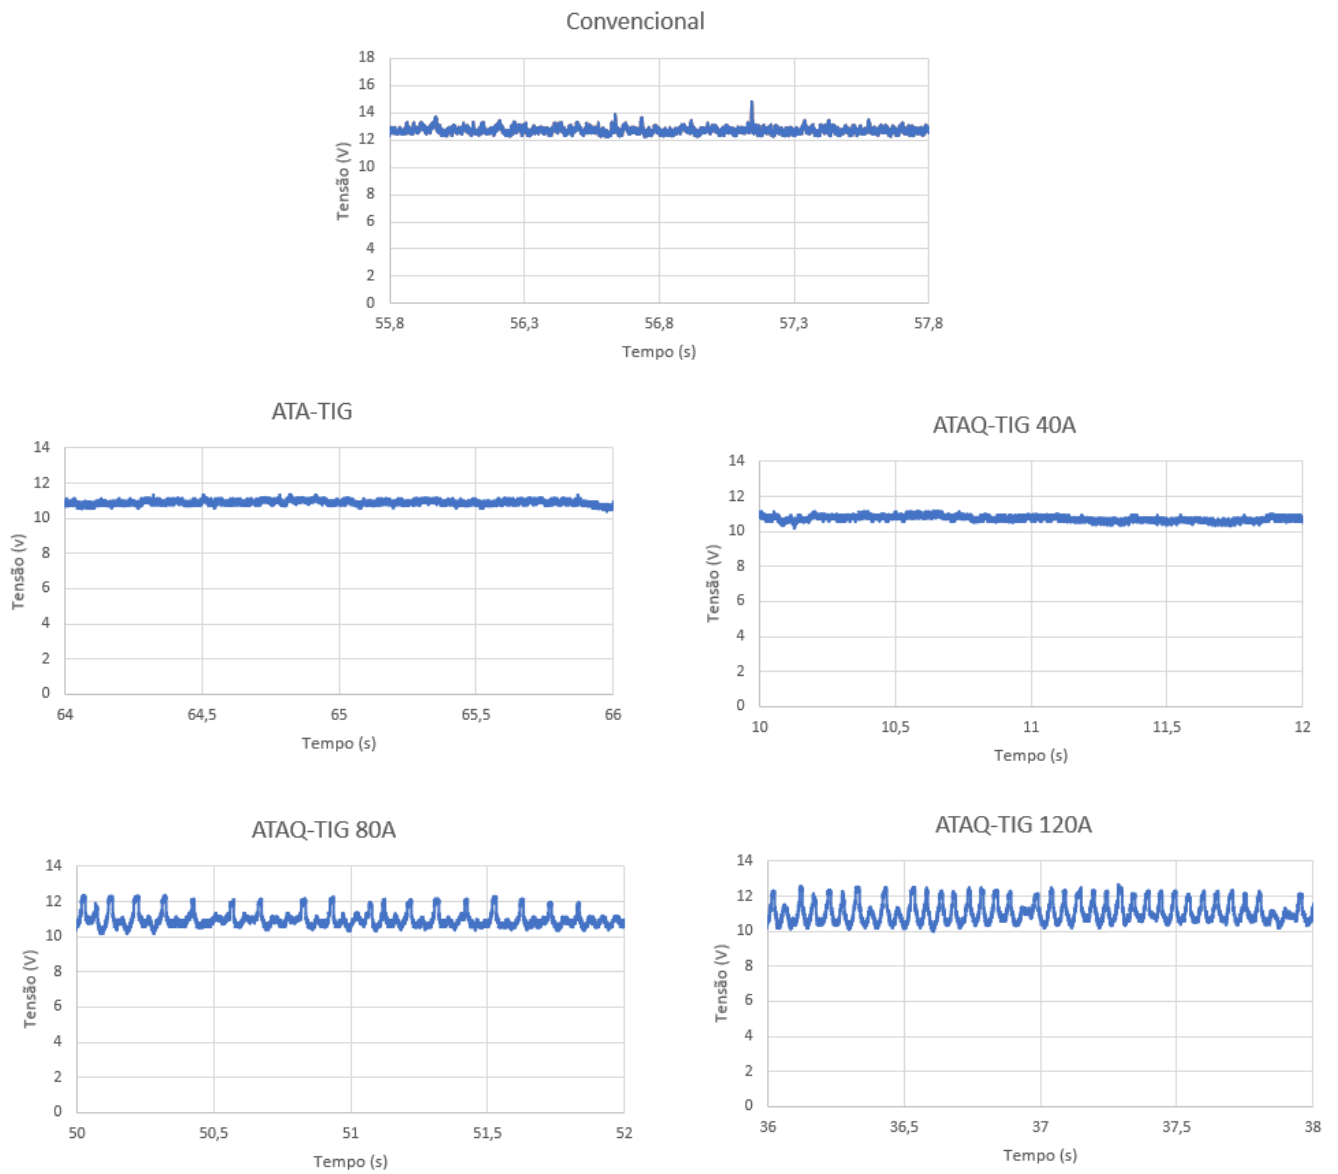 Convencional
18
16
14
12
10
8
6
4
2
0
Tensão (V)
55,8 56,3 56,8 57,3 57,8
Tempo (s)
ATA-TIG
14
12
10
8
6
4
2
0
Tensão (v)
64 64,5 65 65,5 66
Tempo (s)
ATAQ-TIG 40A
14
12
10
8
6
4
2
0
Tensão (V)
10 10,5 11 11,5 12
Tempo (s)
ATAQ-TIG 80A
14
12
10
8
6
4
2
0
Tensão (V)
50 50,5 51 51,5 52
Tempo (s)
ATAQ-TIG 120A
14
12
10
8
6
4
2
0
Tensão (V)
36 36,5 37 37,5 38
Tempo (s)